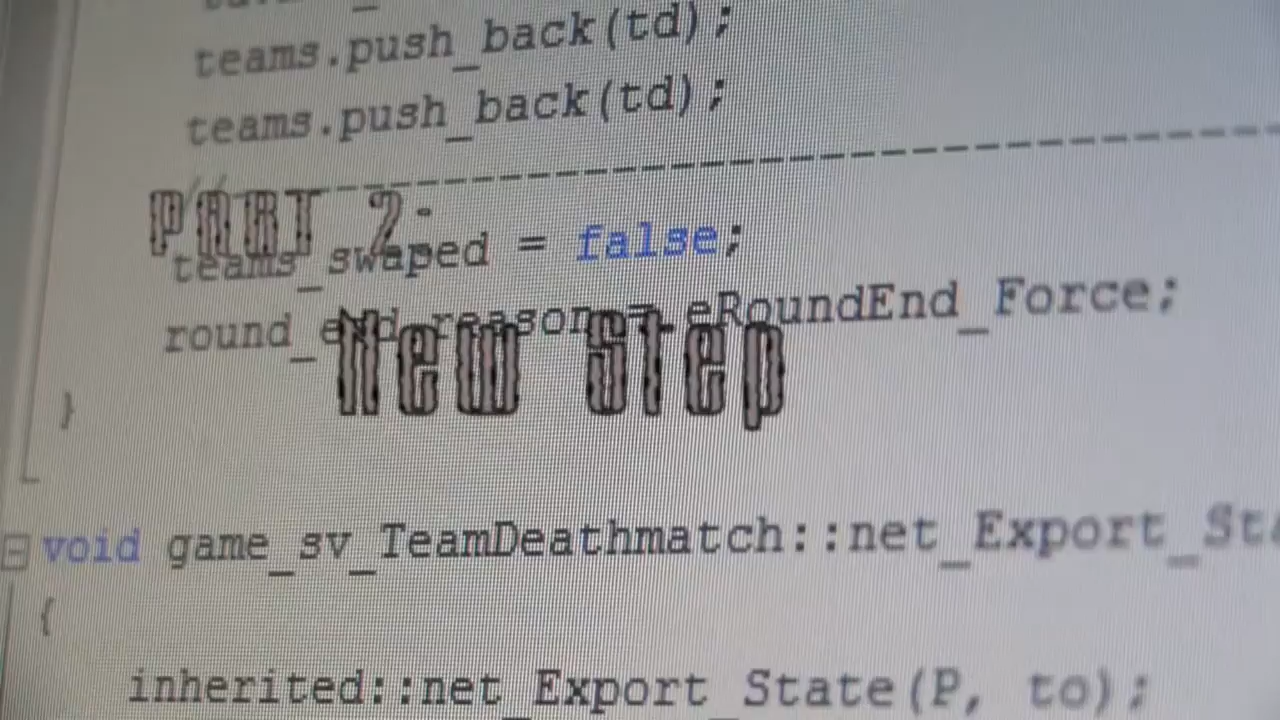 teams.push_back(td);
teams.push_back(td);
//--------------------------------
PART 2:
teams_swaped = false;
round_end_reason = eRoundEnd_Force;
New Step
}
void game_sv_TeamDeathmatch::net_Export_St
{
inherited::net_Export_State(P, to);